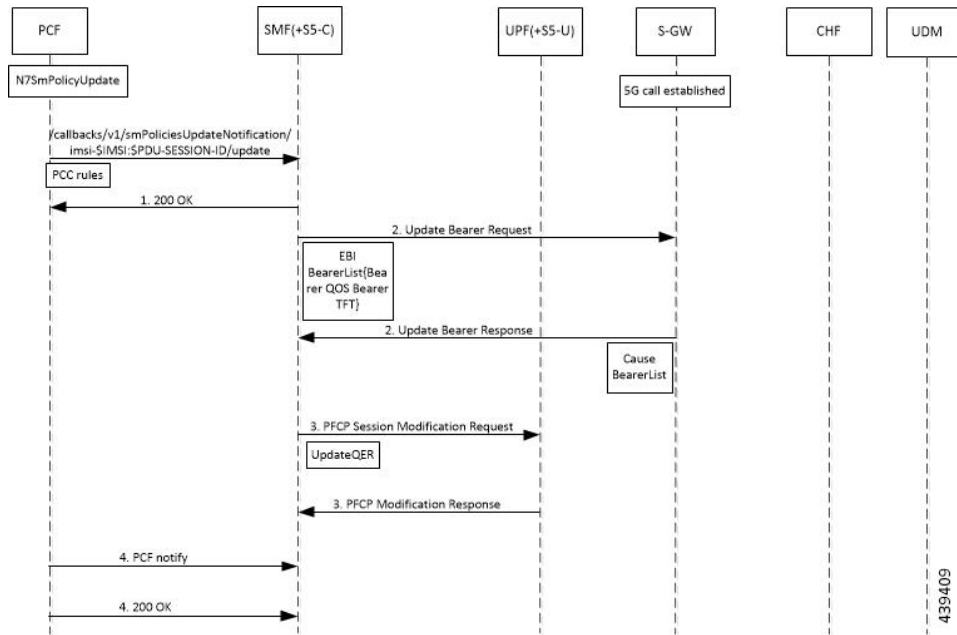 PCF
SMF(+S5-C)
UPF(+S5-U)
S-GW
CHF
UDM
N7SmPolicyUpdate
5G call established
/callbacks/v1/smPoliciesUpdateNotification/
imsi-$IMSI:$PDU-SESSION-ID/update
PCC rules
1. 200 OK
2. Update Bearer Request
EBI
BearerList{Bea
rer QOS Bearer
TFT}
2. Update Bearer Response
Cause
BearerList
3. PFCP Session Modification Request
UpdateQER
3. PFCP Modification Response
4. PCF notify
4. 200 OK
439409